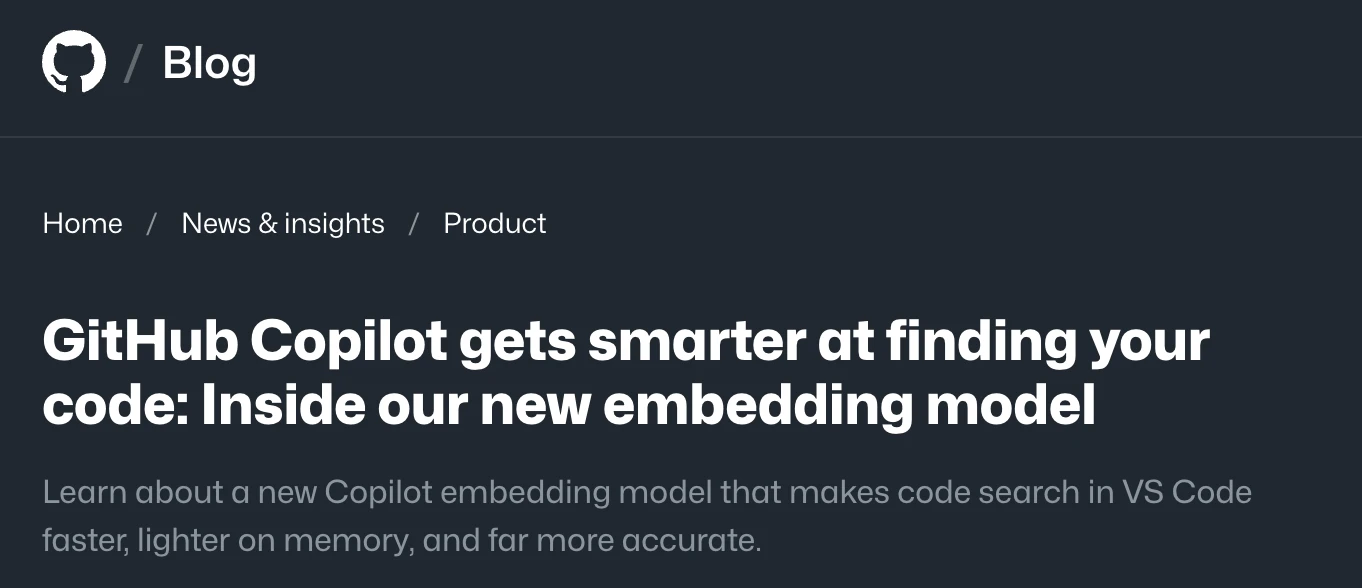 / Blog
Home / News & insights / Product
GitHub Copilot gets smarter at finding your
code: Inside our new embedding model
Learn about a new Copilot embedding model that makes code search in VS Code
faster, lighter on memory, and far more accurate.